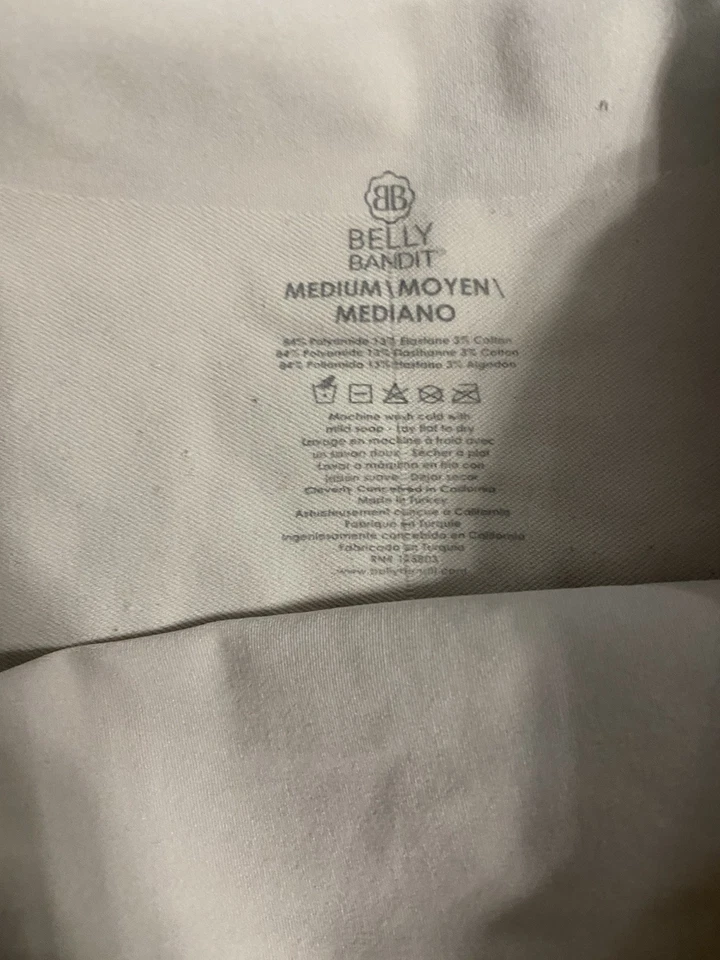 BB
BELLY
BANDIT
MEDIUM\MOYEN\
MEDIANO
84% Polyamide 13% Elastane 3% Cotton
84% Polyamide 13% Elasthanne 3% Cotton
84% Poliamida 13% Elastano 3% Algodon
Machine wash cold with
mild soap - Lay flat to dry
Lavage en machine à froid avec
un savon doux - Sécher à plat
Lavar a máquina en frio con
jabón suave - Dejar secar
Cleverly Conceived in California
Made in Turkey
Astucieusement conçue a California
Fabriqué en Turquie
Ingeniosamente concebido en California
Fabricado en Turquia
RN#
www.bellybandit.com